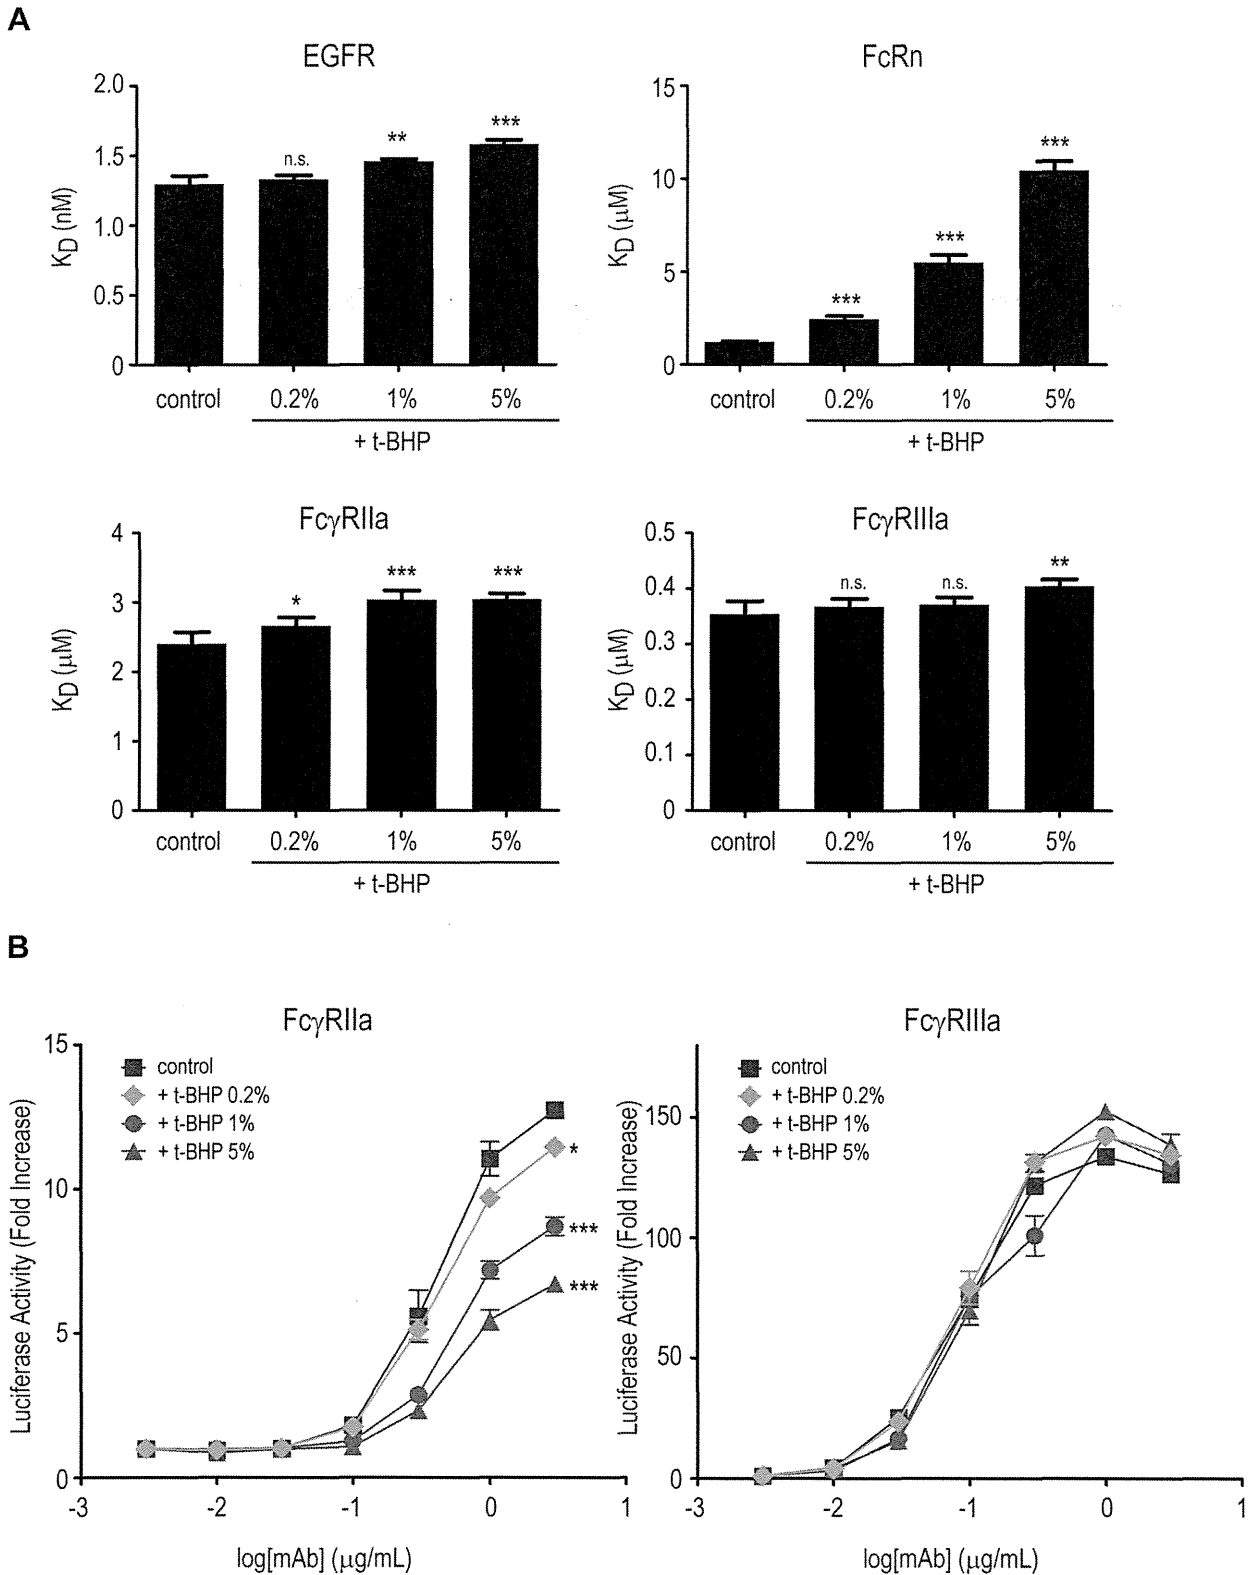 A
EGFR
2.0
1.5
1.0
0.5
0
K_D (nM)
n.s.
**
***
control
0.2%
1%
5%
+ t-BHP
FcRn
15
10
5
0
K_D (μM)
***
***
***
control
0.2%
1%
5%
+ t-BHP
FcγRIIa
4
3
2
1
0
K_D (μM)
*
***
***
control
0.2%
1%
5%
+ t-BHP
FcγRIIIa
0.5
0.4
0.3
0.2
0.1
0
K_D (μM)
n.s.
n.s.
**
control
0.2%
1%
5%
+ t-BHP
B
FcγRIIa
15
10
5
0
Luciferase Activity (Fold Increase)
control
+ t-BHP 0.2%
+ t-BHP 1%
+ t-BHP 5%
*
***
***
-3
-2
-1
0
1
log[mAb] (μg/mL)
FcγRIIIa
150
100
50
0
Luciferase Activity (Fold Increase)
control
+ t-BHP 0.2%
+ t-BHP 1%
+ t-BHP 5%
-3
-2
-1
0
1
log[mAb] (μg/mL)